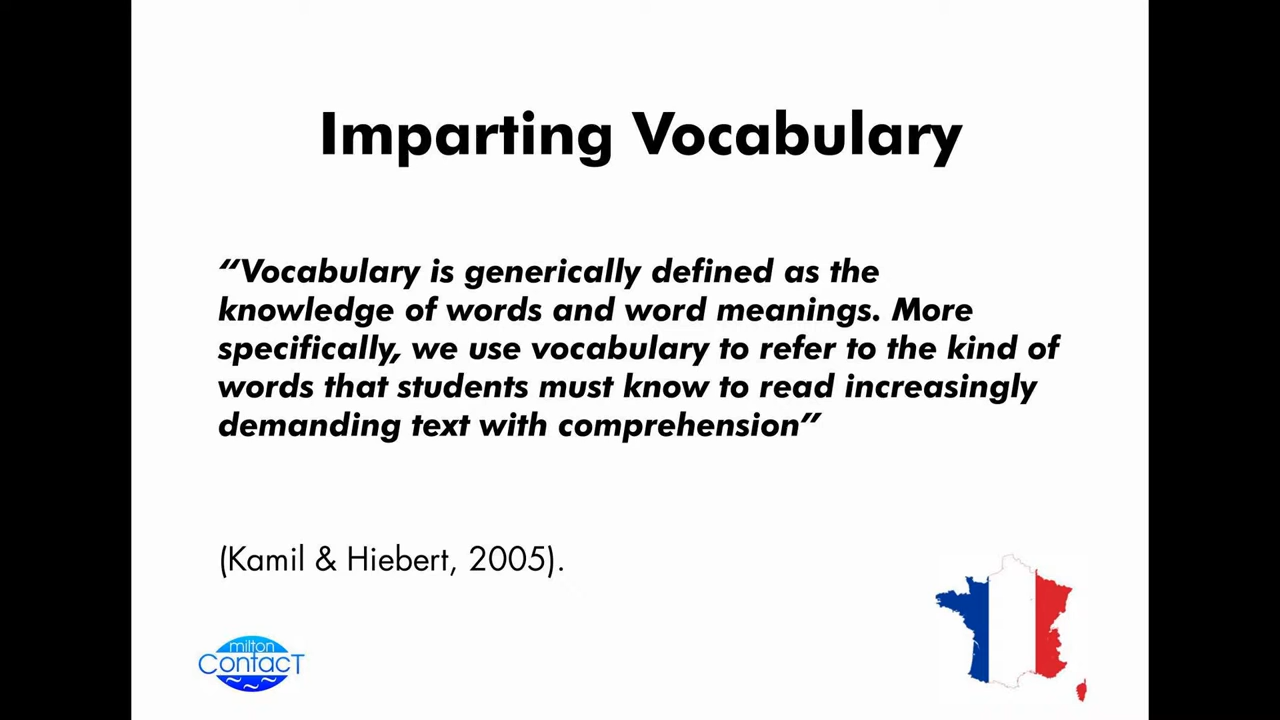 Imparting Vocabulary
“Vocabulary is generically defined as the
knowledge of words and word meanings. More
specifically, we use vocabulary to refer to the kind of
words that students must know to read increasingly
demanding text with comprehension”
(Kamil & Hiebert, 2005).
milton
ContacT